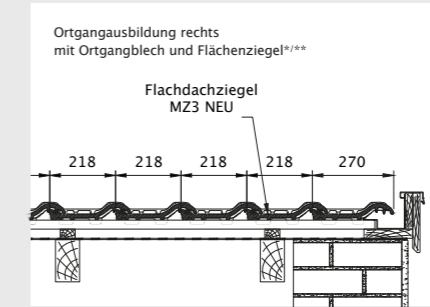 Ortgangausbildung rechts
mit Ortgangblech und Flächenziegel*/**
Flachdachziegel
MZ3 NEU
218 218 218 218 270